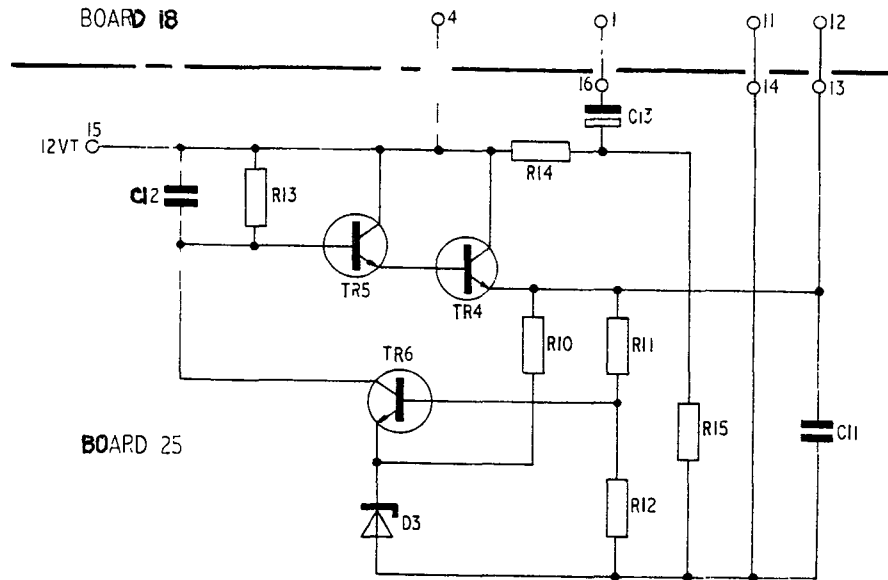 BOARD 18
4
1
11
12
16
14
13
C13
15
12VT
R14
C12
R13
TR5
TR4
R10
R11
TR6
R15
C11
BOARD 25
R12
D3